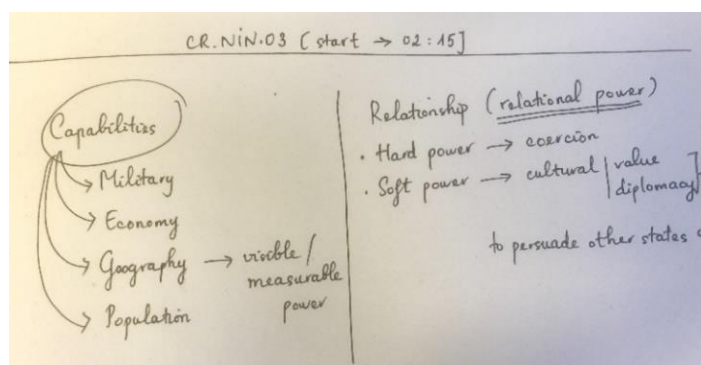 CR.NiN.03 [start → 02:15]
Capabilities
→ Military
→ Economy
→ Geography → visible / measurable power
→ Population
Relationship (relational power)
. Hard power → coercion
. Soft power → cultural | value
diplomacy]
to persuade other states